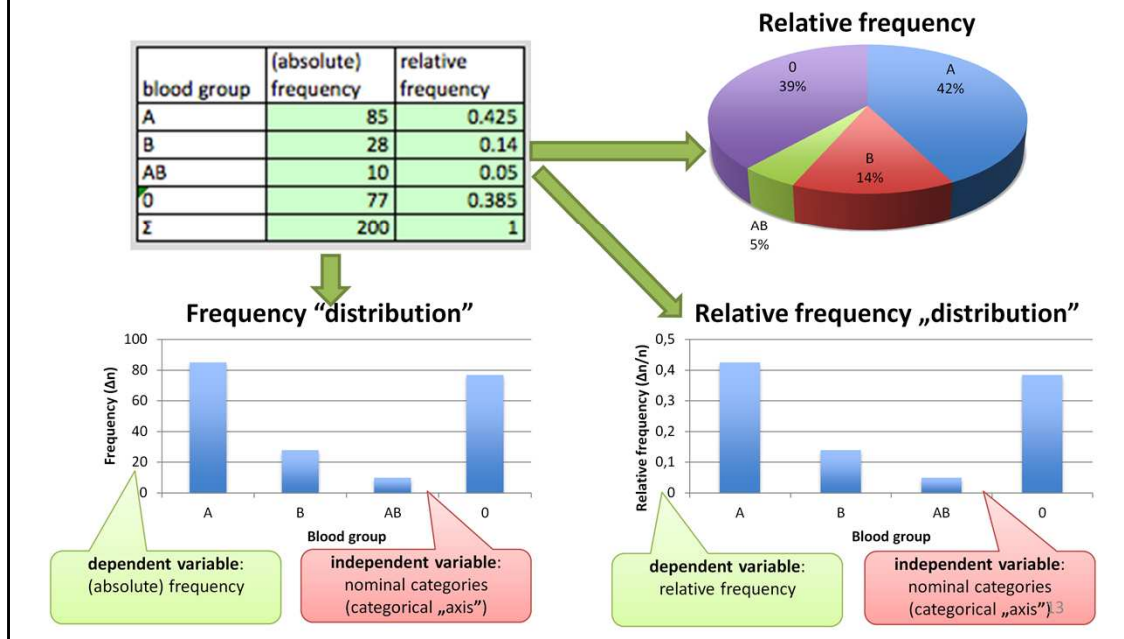 Relative frequency
blood group	(absolute) frequency	relative frequency
A	85	0.425
B	28	0.14
AB	10	0.05
0	77	0.385
Σ	200	1
0
39%
A
42%
B
14%
AB
5%
Frequency “distribution”
Frequency (Δn)
100
80
60
40
20
0
A B AB 0
Blood group
dependent variable:
(absolute) frequency
independent variable:
nominal categories
(categorical „axis”)
Relative frequency „distribution”
Relative frequency (Δn/n)
0,5
0,4
0,3
0,2
0,1
0
A B AB 0
Blood group
dependent variable:
relative frequency
independent variable:
nominal categories
(categorical „axis”)
13